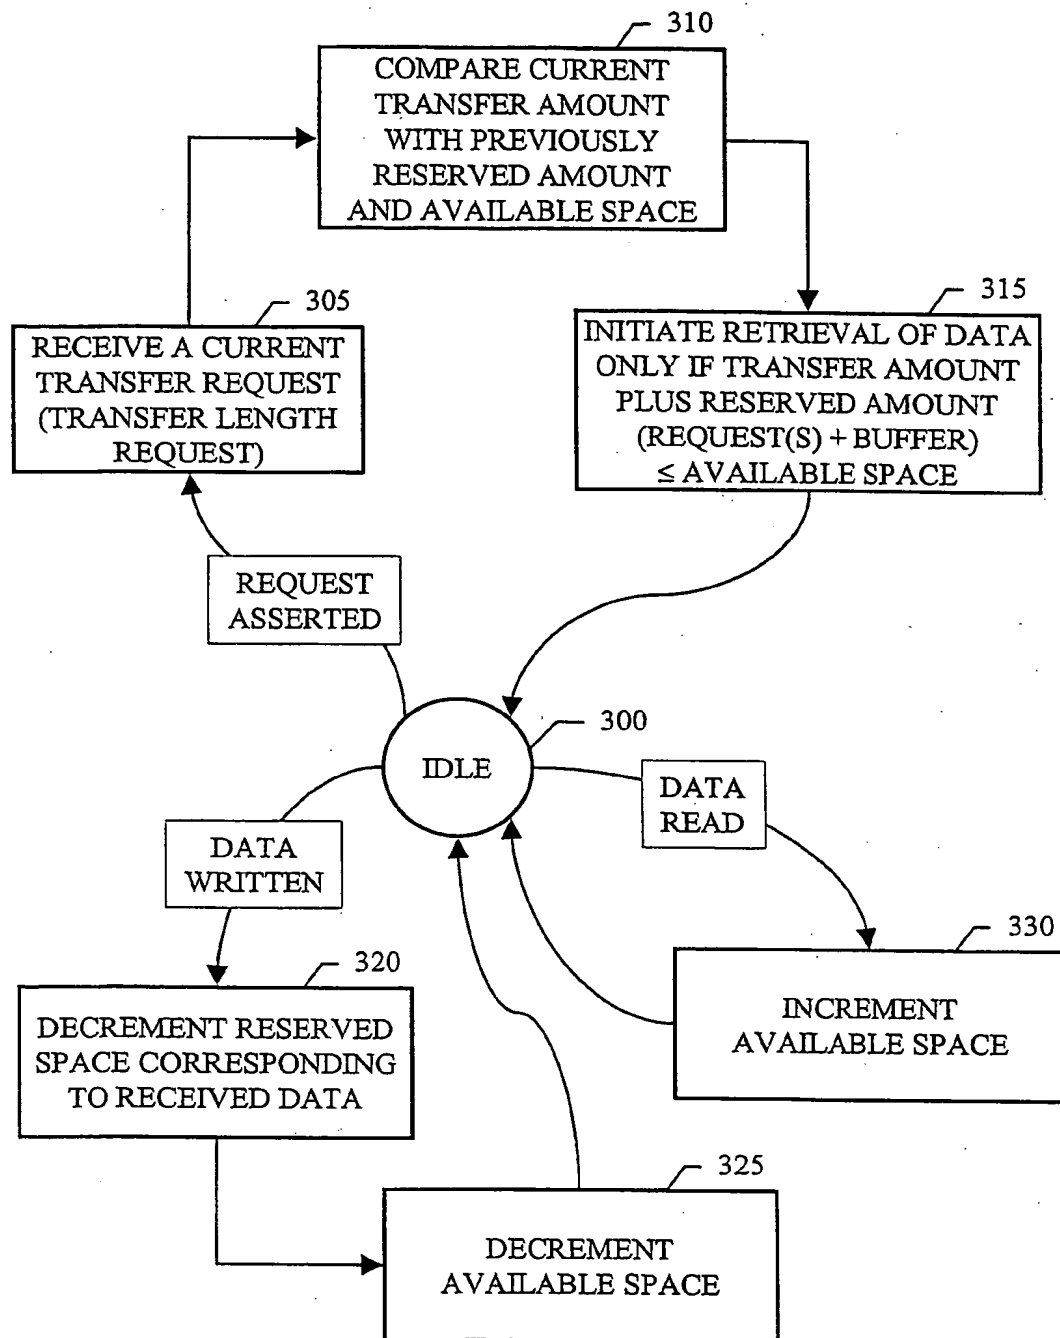 310
COMPARE CURRENT
TRANSFER AMOUNT
WITH PREVIOUSLY
RESERVED AMOUNT
AND AVAILABLE SPACE
305
RECEIVE A CURRENT
TRANSFER REQUEST
(TRANSFER LENGTH
REQUEST)
315
INITIATE RETRIEVAL OF DATA
ONLY IF TRANSFER AMOUNT
PLUS RESERVED AMOUNT
(REQUEST(S) + BUFFER)
≤ AVAILABLE SPACE
REQUEST
ASSERTED
300
IDLE
DATA
READ
DATA
WRITTEN
330
INCREMENT
AVAILABLE SPACE
320
DECREMENT RESERVED
SPACE CORRESPONDING
TO RECEIVED DATA
325
DECREMENT
AVAILABLE SPACE